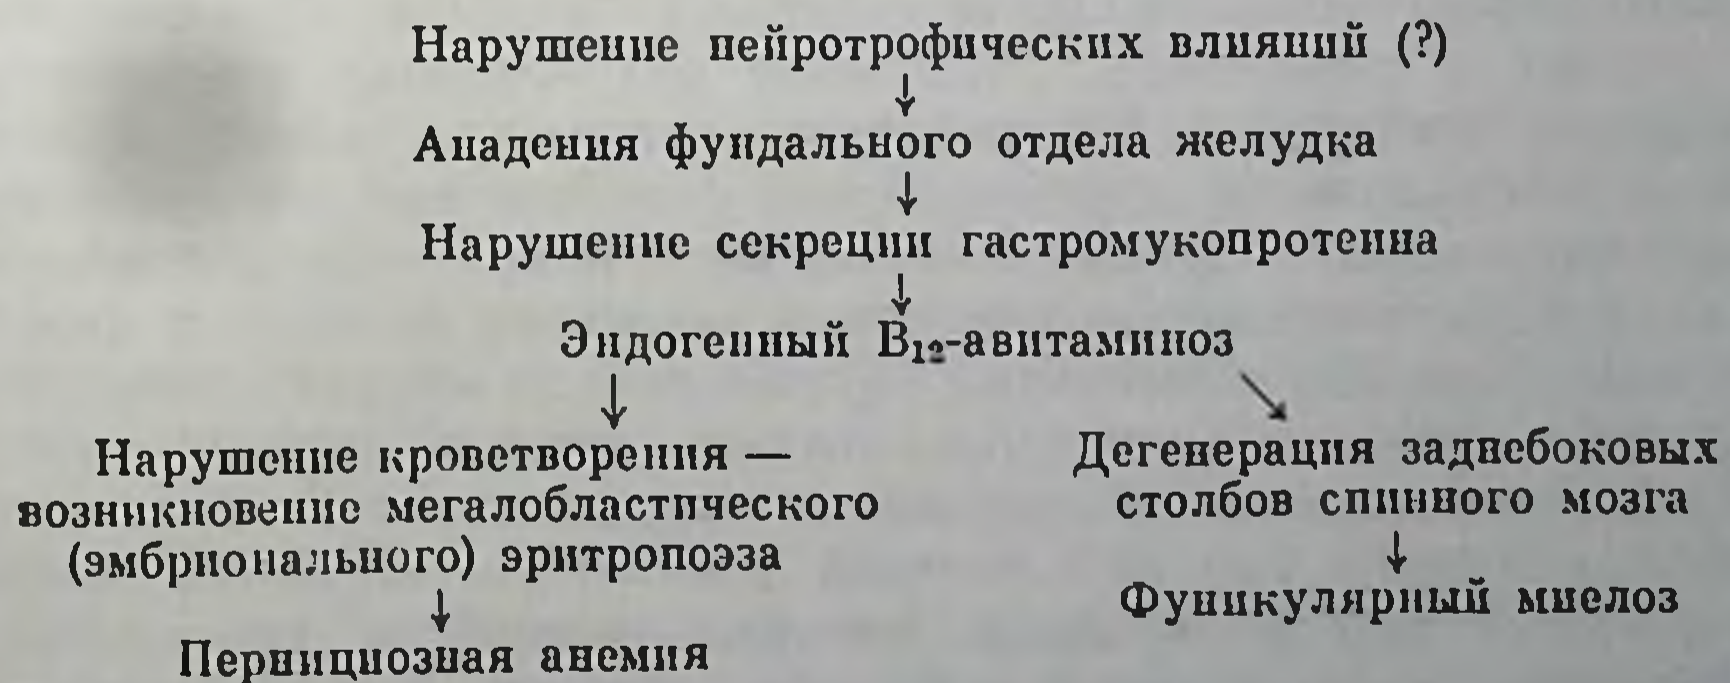 Нарушение нейротрофических влияний (?)
↓
Анадения фундального отдела желудка
↓
Нарушение секреции гастромукопротеина
↓
Эндогенный B₁₂-авитаминоз
↓ ↘
Нарушение кроветворения —
возникновение мегалобластического
(эмбрионального) эритропоэза
↓
Пернициозная анемия
Дегенерация заднебоковых
столбов спинного мозга
↓
Фуникулярный миелоз